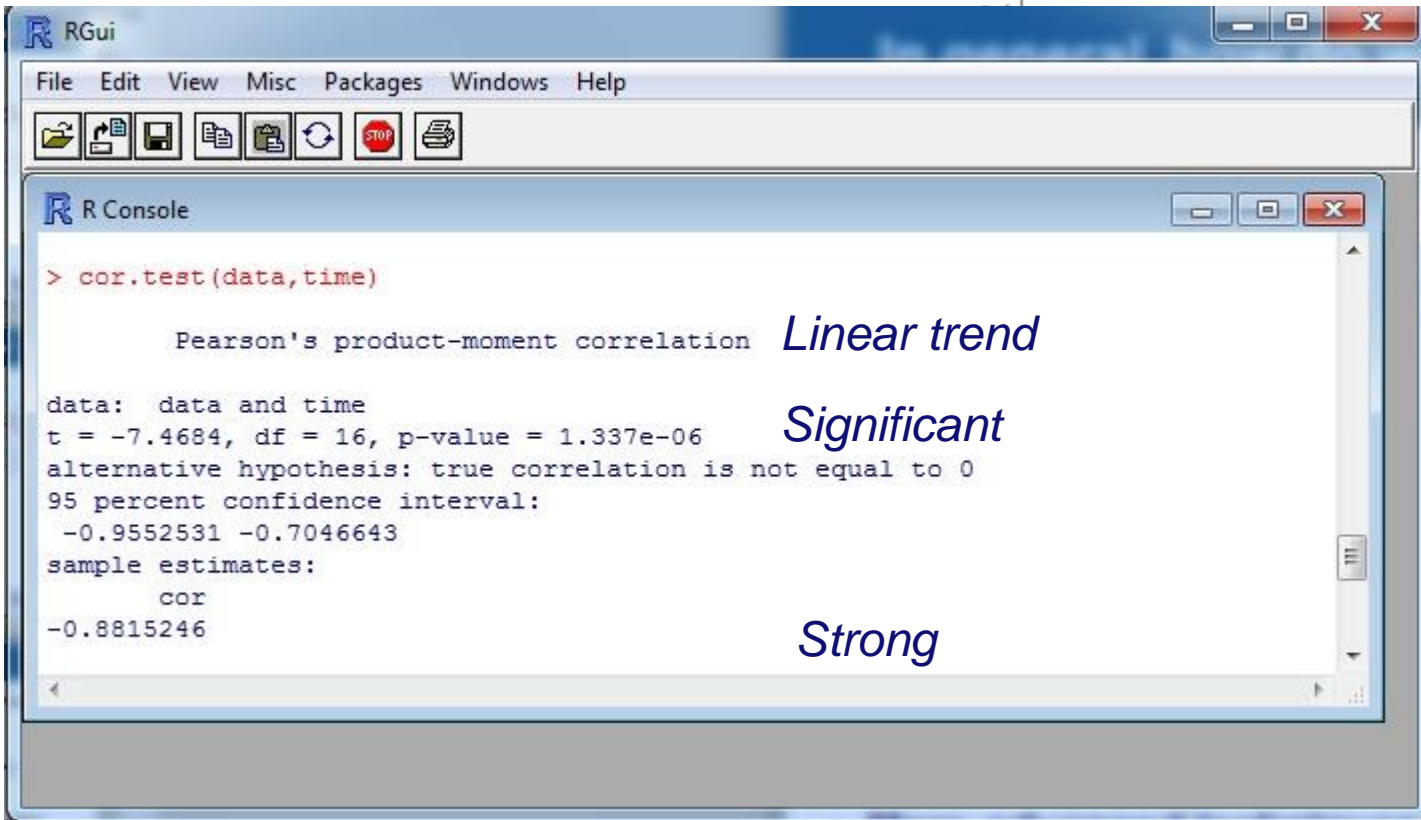 RGui
File Edit View Misc Packages Windows Help
STOP
R Console
> cor.test(data,time)
Pearson's product-moment correlation Linear trend
data: data and time
t = -7.4684, df = 16, p-value = 1.337e-06 Significant
alternative hypothesis: true correlation is not equal to 0
95 percent confidence interval:
-0.9552531 -0.7046643
sample estimates:
cor
-0.8815246 Strong